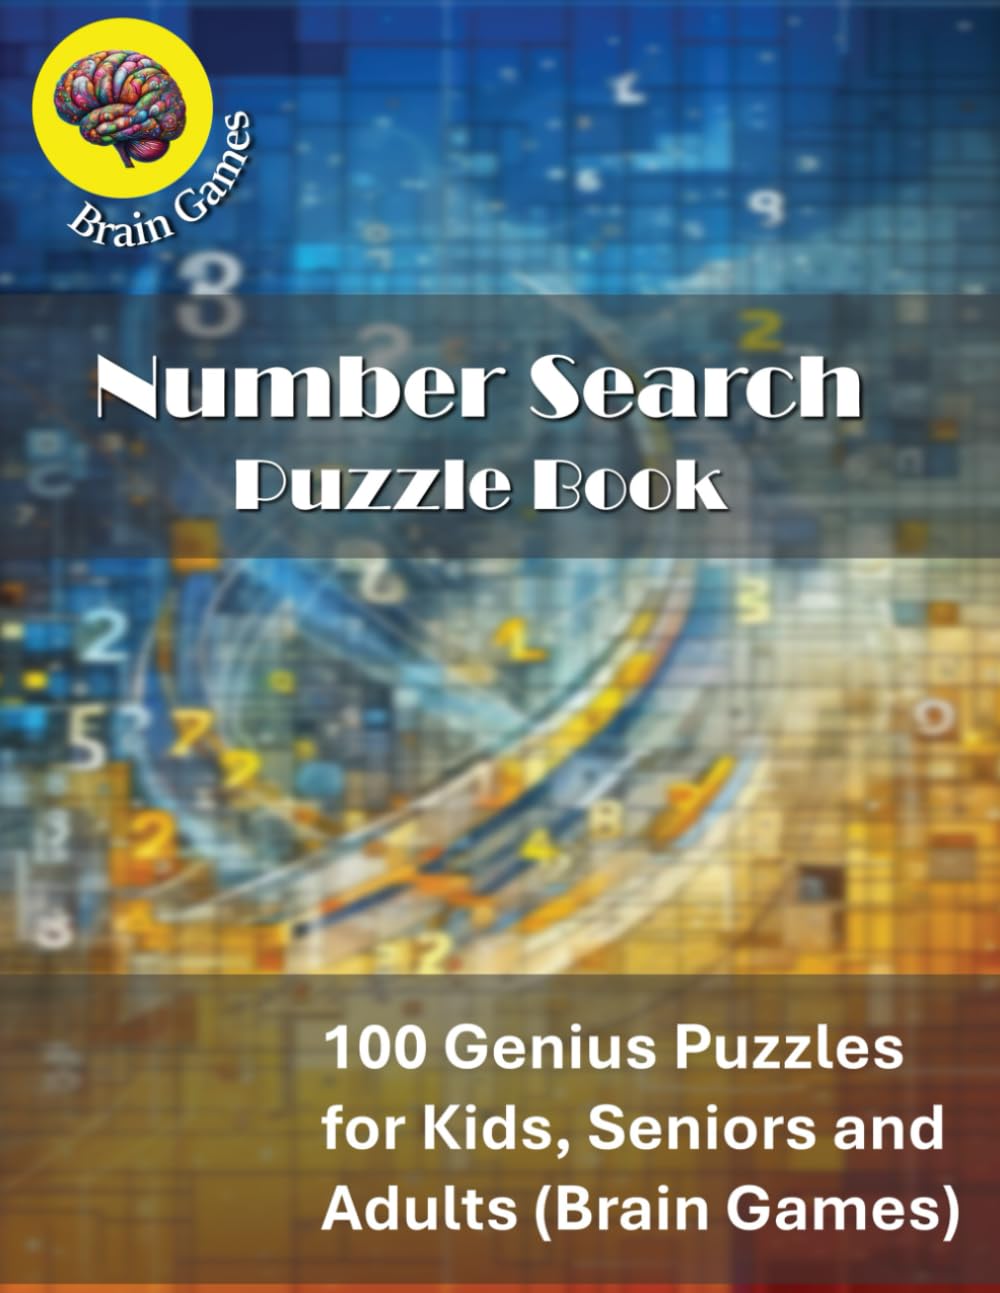 Brain Games
Number Search
Puzzle Book
100 Genius Puzzles
for Kids, Seniors and
Adults (Brain Games)